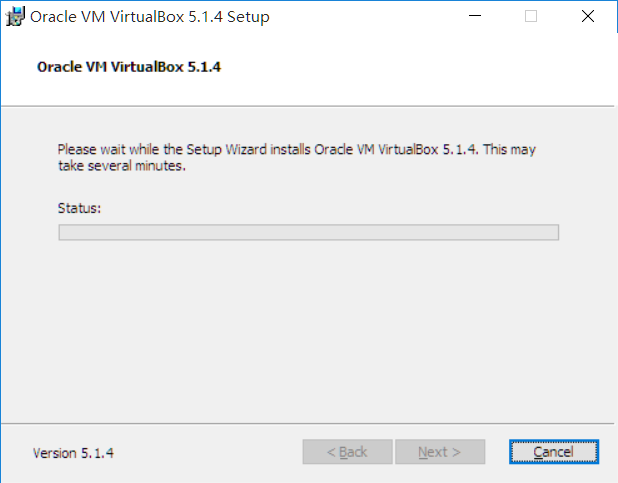 Oracle VM VirtualBox 5.1.4 Setup
Oracle VM VirtualBox 5.1.4
Please wait while the Setup Wizard installs Oracle VM VirtualBox 5.1.4. This may
take several minutes.
Status:
Version 5.1.4
< Back
Next >
Cancel